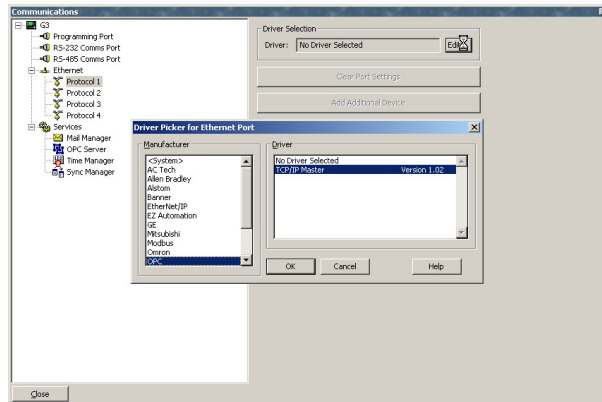 Communications
G3
Programming Port
RS-232 Comms Port
RS-485 Comms Port
Ethernet
Protocol 1
Protocol 2
Protocol 3
Protocol 4
Services
Mail Manager
OPC Server
Time Manager
Sync Manager
Driver Selection
Driver: No Driver Selected
Clear Port Settings
Add Additional Device
Driver Picker for Ethernet Port
Manufacturer
<System>
AC Tech
Allen Bradley
Alstom
Banner
EtherNet/IP
EZ Automation
GE
Mitsubishi
Modbus
Omron
OPC
Driver
No Driver Selected
TCP/IP Master Version 1.02
OK Cancel Help
Close